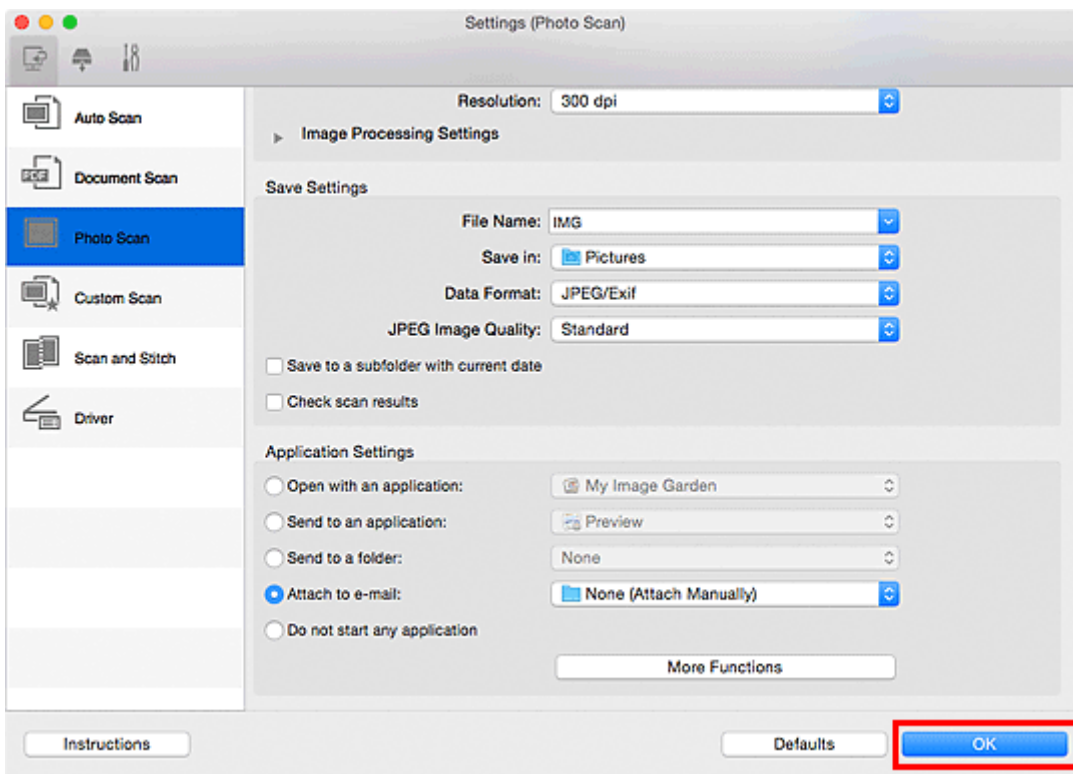 Settings (Photo Scan)
Auto Scan
Document Scan
PDF
Photo Scan
Custom Scan
Scan and Stitch
Driver
Resolution: 300 dpi
Image Processing Settings
Save Settings
File Name: IMG
Save in: Pictures
Data Format: JPEG/Exif
JPEG Image Quality: Standard
Save to a subfolder with current date
Check scan results
Application Settings
Open with an application: My Image Garden
Send to an application: Preview
Send to a folder: None
Attach to e-mail: None (Attach Manually)
Do not start any application
More Functions
Instructions Defaults OK